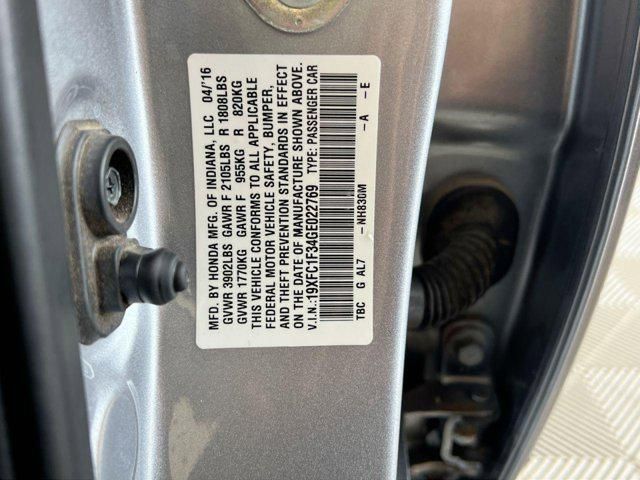 MFD. BY HONDA MFG. OF INDIANA, LLC 04/'16
GVWR 3902LBS GAWR F 2105LBS R 1808LBS
GVWR 1770KG GAWR F 955KG R 820KG
THIS VEHICLE CONFORMS TO ALL APPLICABLE
FEDERAL MOTOR VEHICLE SAFETY, BUMPER,
AND THEFT PREVENTION STANDARDS IN EFFECT
ON THE DATE OF MANUFACTURE SHOWN ABOVE.
V.I.N.:19XFC1F34GE022769 TYPE: PASSENGER CAR
TBC G AL7 -NH830M -A -E